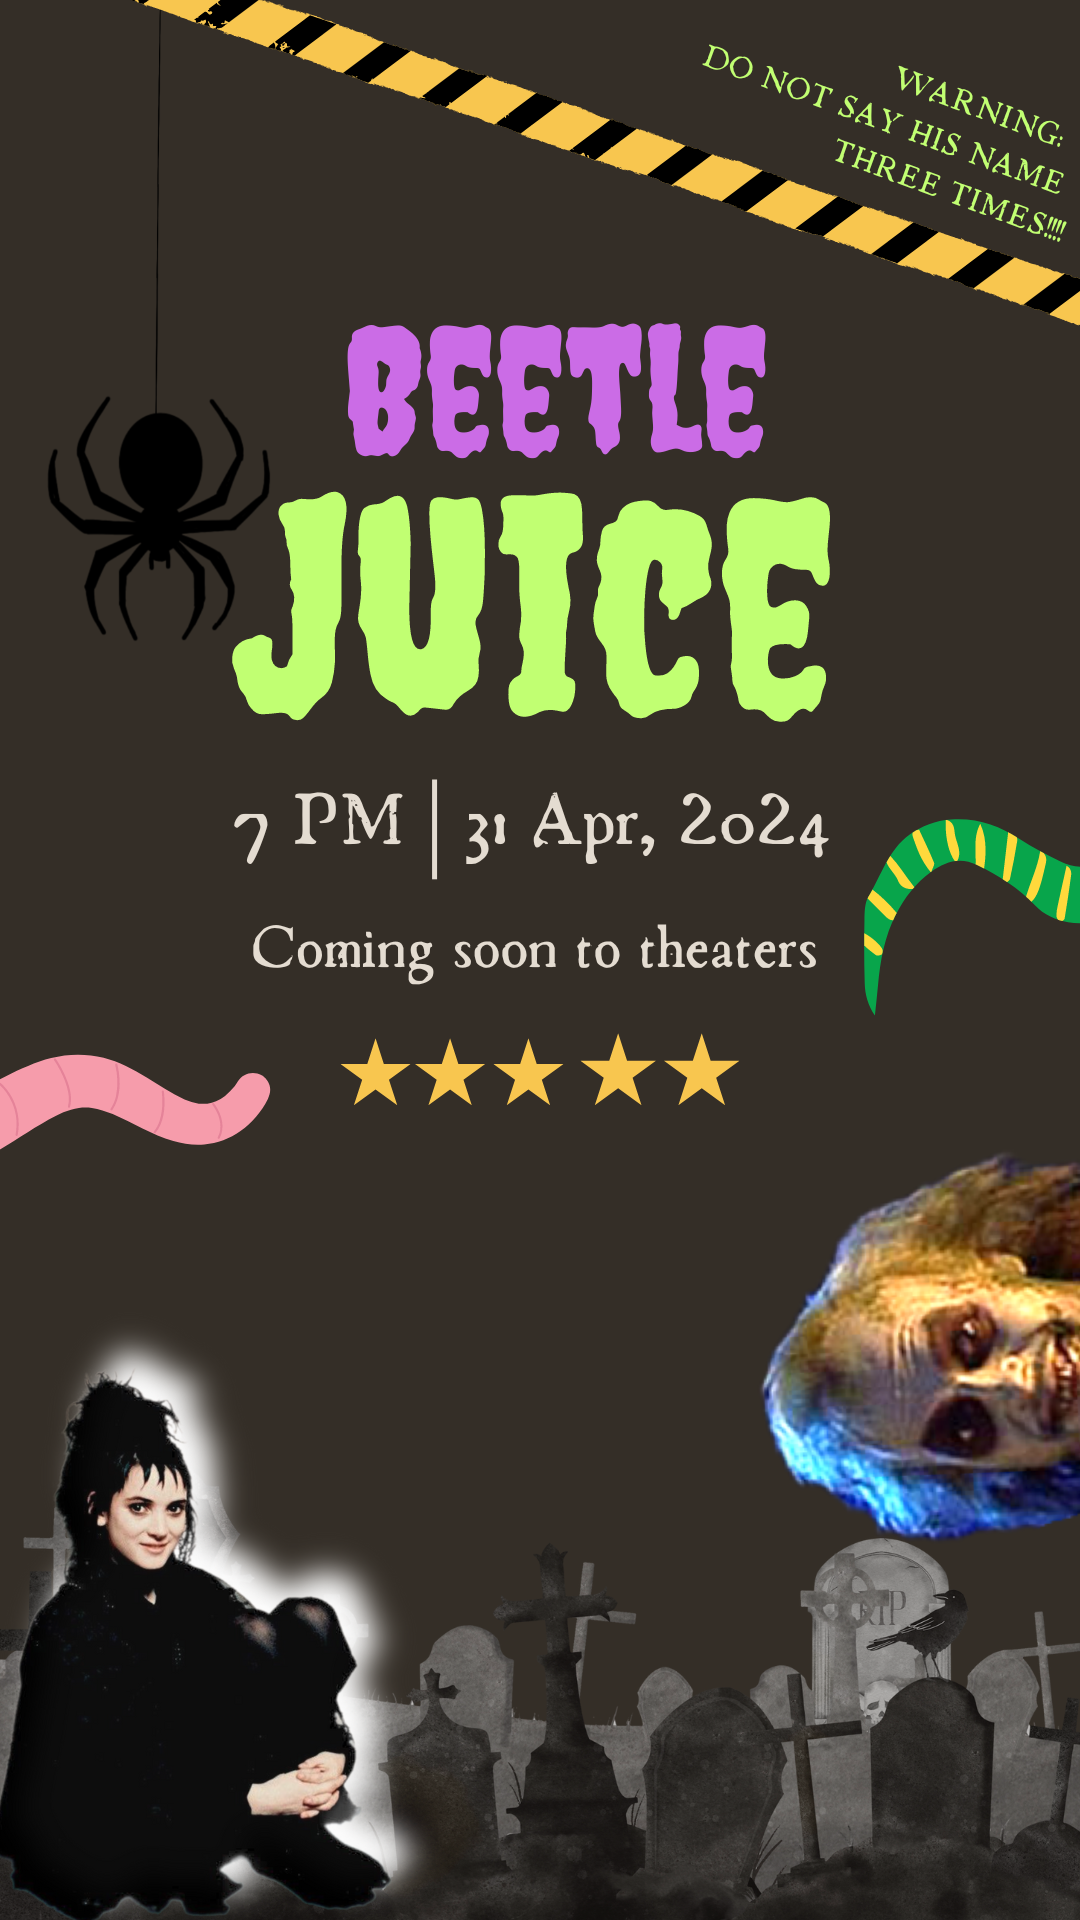 WARNING:
DO NOT SAY HIS NAME
THREE TIMES!!!!
BEETLE
JUICE
7 PM | 31 Apr, 2024
Coming soon to theaters
RIP